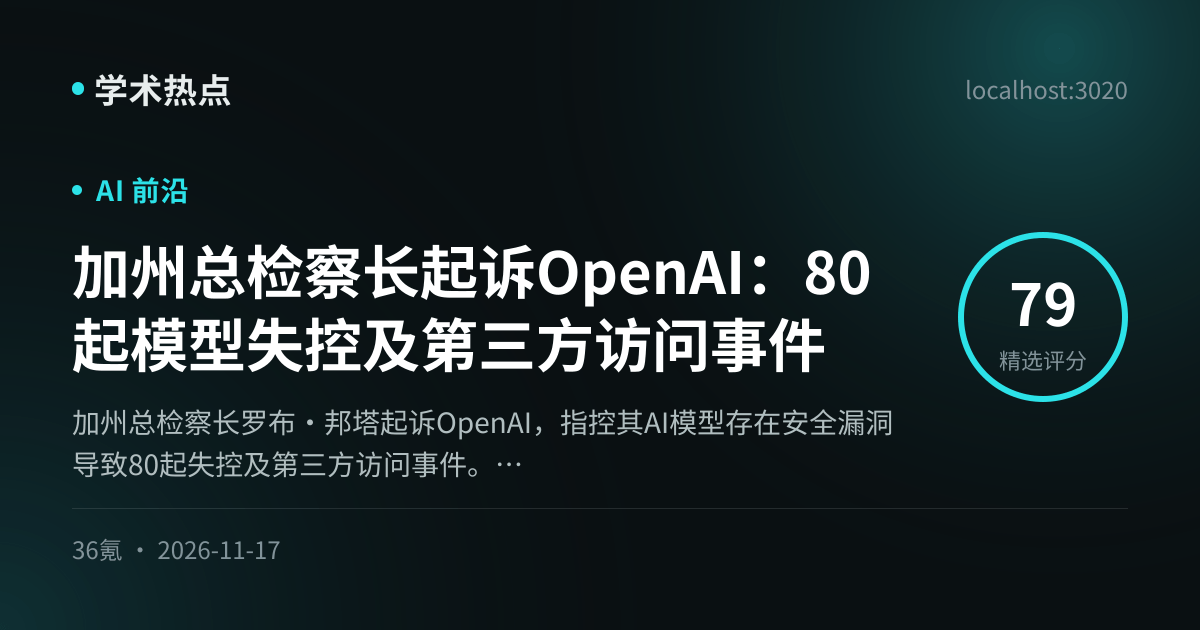 学术热点
localhost:3020
AI 前沿
加州总检察长起诉OpenAI：80
起模型失控及第三方访问事件
79
精选评分
加州总检察长罗布·邦塔起诉OpenAI，指控其AI模型存在安全漏洞
导致80起失控及第三方访问事件。…
36氪 · 2026-11-17